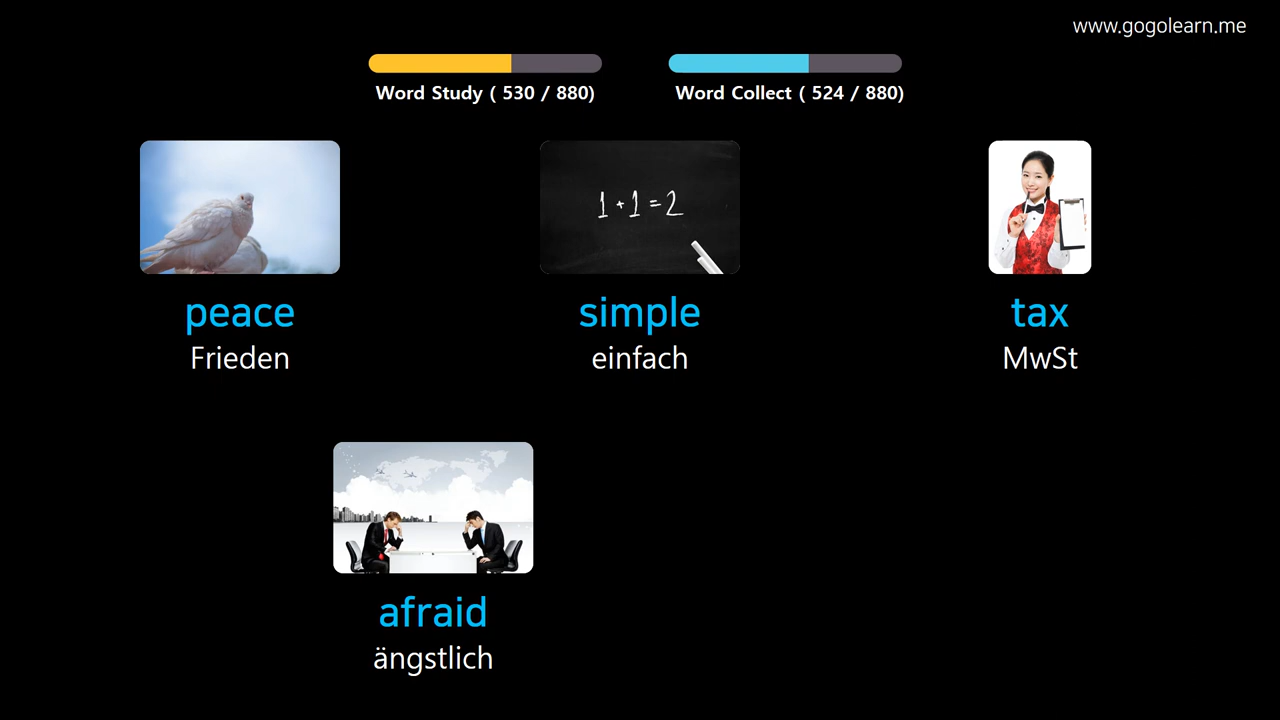 www.gogolearn.me
Word Study ( 530 / 880)
Word Collect ( 524 / 880)
1+1=2
peace
Frieden
simple
einfach
tax
MwSt
afraid
ängstlich